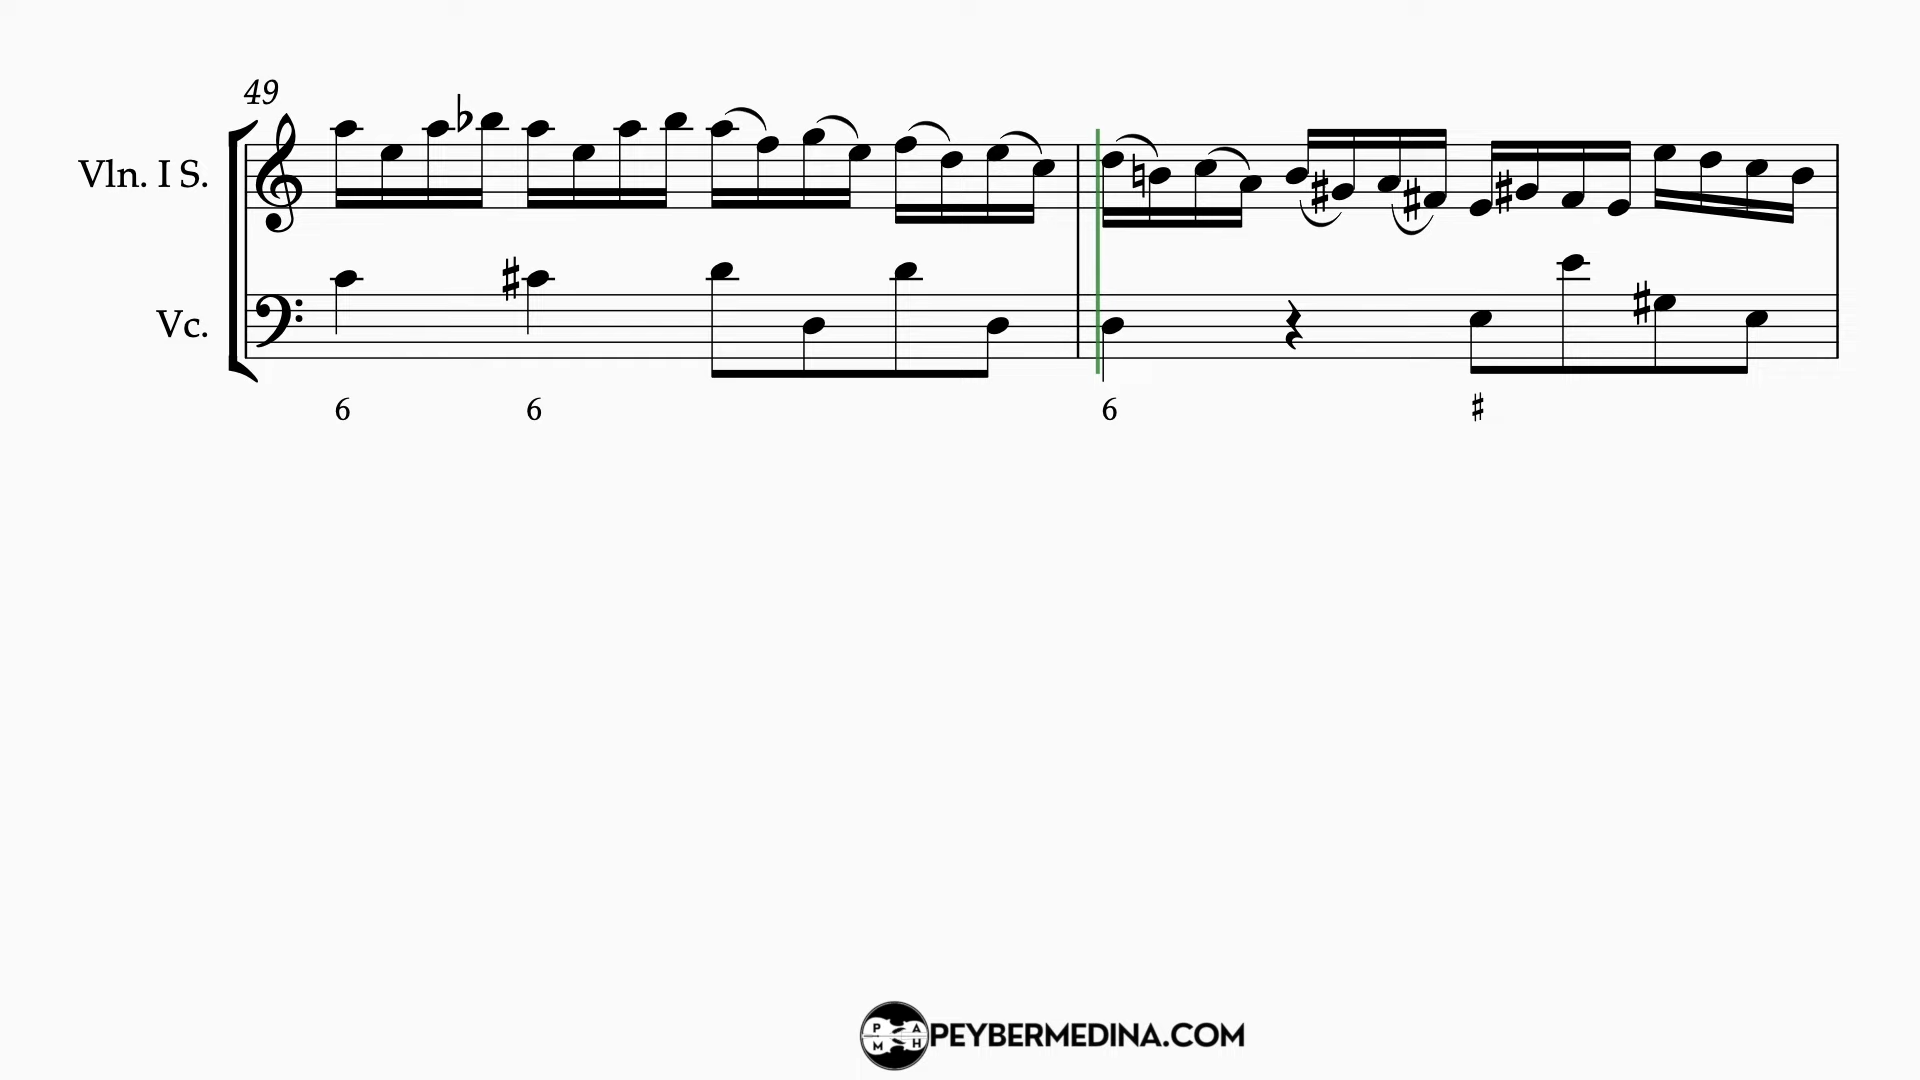 49
Vln. I S.
Vc.
6 6 6 ♯
P A
M H
PEYBERMEDINA.COM